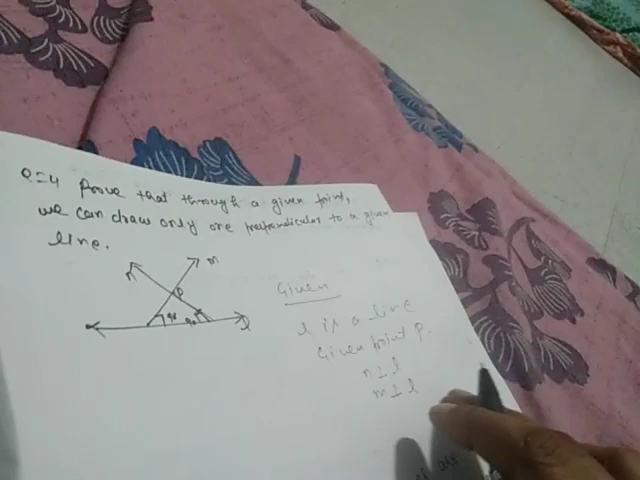 Q=4 Prove that through a given point,
we can draw only one perpendicular to a given
line.
n
m
P
90
90
l
Given
l is a line
Given point P.
n ⊥ l
m ⊥ l